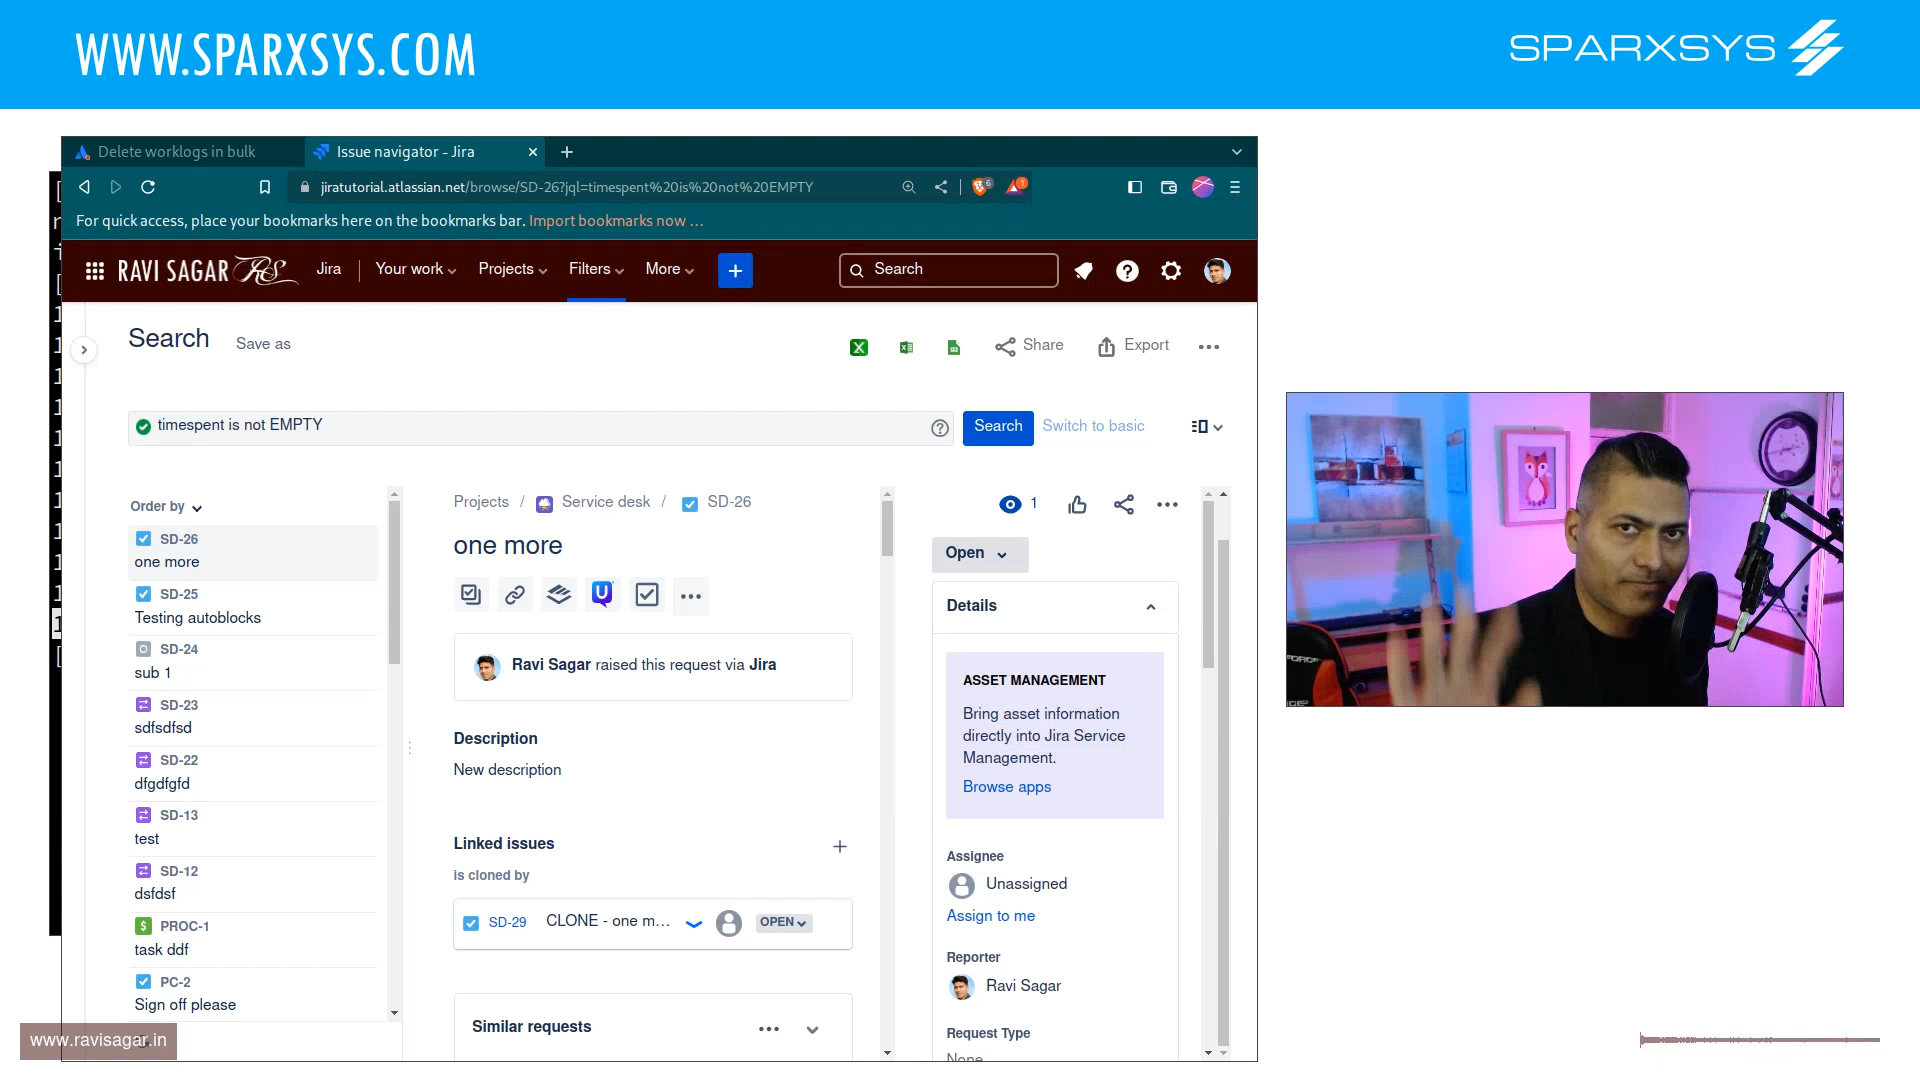 WWW.SPARXSYS.COM
SPARXSYS
Delete worklogs in bulk
Issue navigator - Jira
jiratutorial.atlassian.net/browse/SD-26?jql=timespent%20is%20not%20EMPTY
6
1
For quick access, place your bookmarks here on the bookmarks bar. Import bookmarks now …
RAVI SAGAR RS
Jira
Your work
Projects
Filters
More
Search
Search
Save as
Share
Export
timespent is not EMPTY
Search
Switch to basic
Order by
SD-26
one more
SD-25
Testing autoblocks
SD-24
sub 1
SD-23
sdfsdfsd
SD-22
dfgdfgfd
SD-13
test
SD-12
dsfdsf
PROC-1
task ddf
PC-2
Sign off please
Projects / Service desk / SD-26
one more
Ravi Sagar raised this request via Jira
Description
New description
Linked issues
is cloned by
SD-29 CLONE - one m... OPEN
Similar requests
1
Open
Details
ASSET MANAGEMENT
Bring asset information
directly into Jira Service
Management.
Browse apps
Assignee
Unassigned
Assign to me
Reporter
Ravi Sagar
Request Type
None
www.ravisagar.in